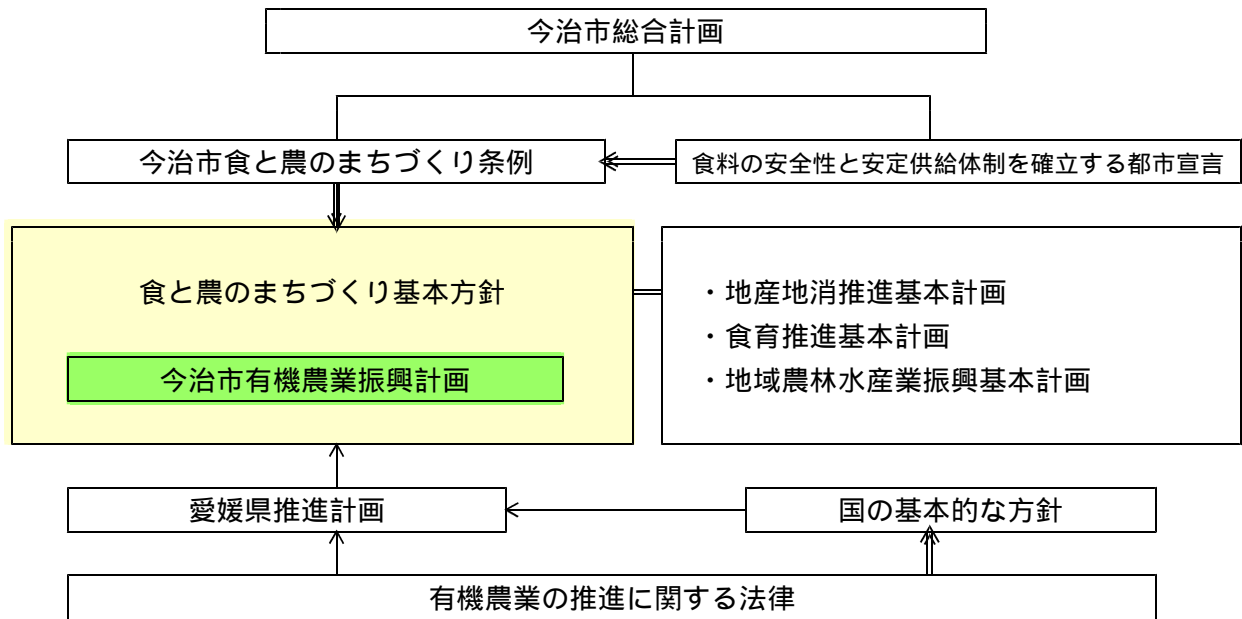 今治市総合計画
今治市食と農のまちづくり条例
食料の安全性と安定供給体制を確立する都市宣言
食と農のまちづくり基本方針
今治市有機農業振興計画
・地産地消推進基本計画
・食育推進基本計画
・地域農林水産業振興基本計画
愛媛県推進計画
国の基本的な方針
有機農業の推進に関する法律